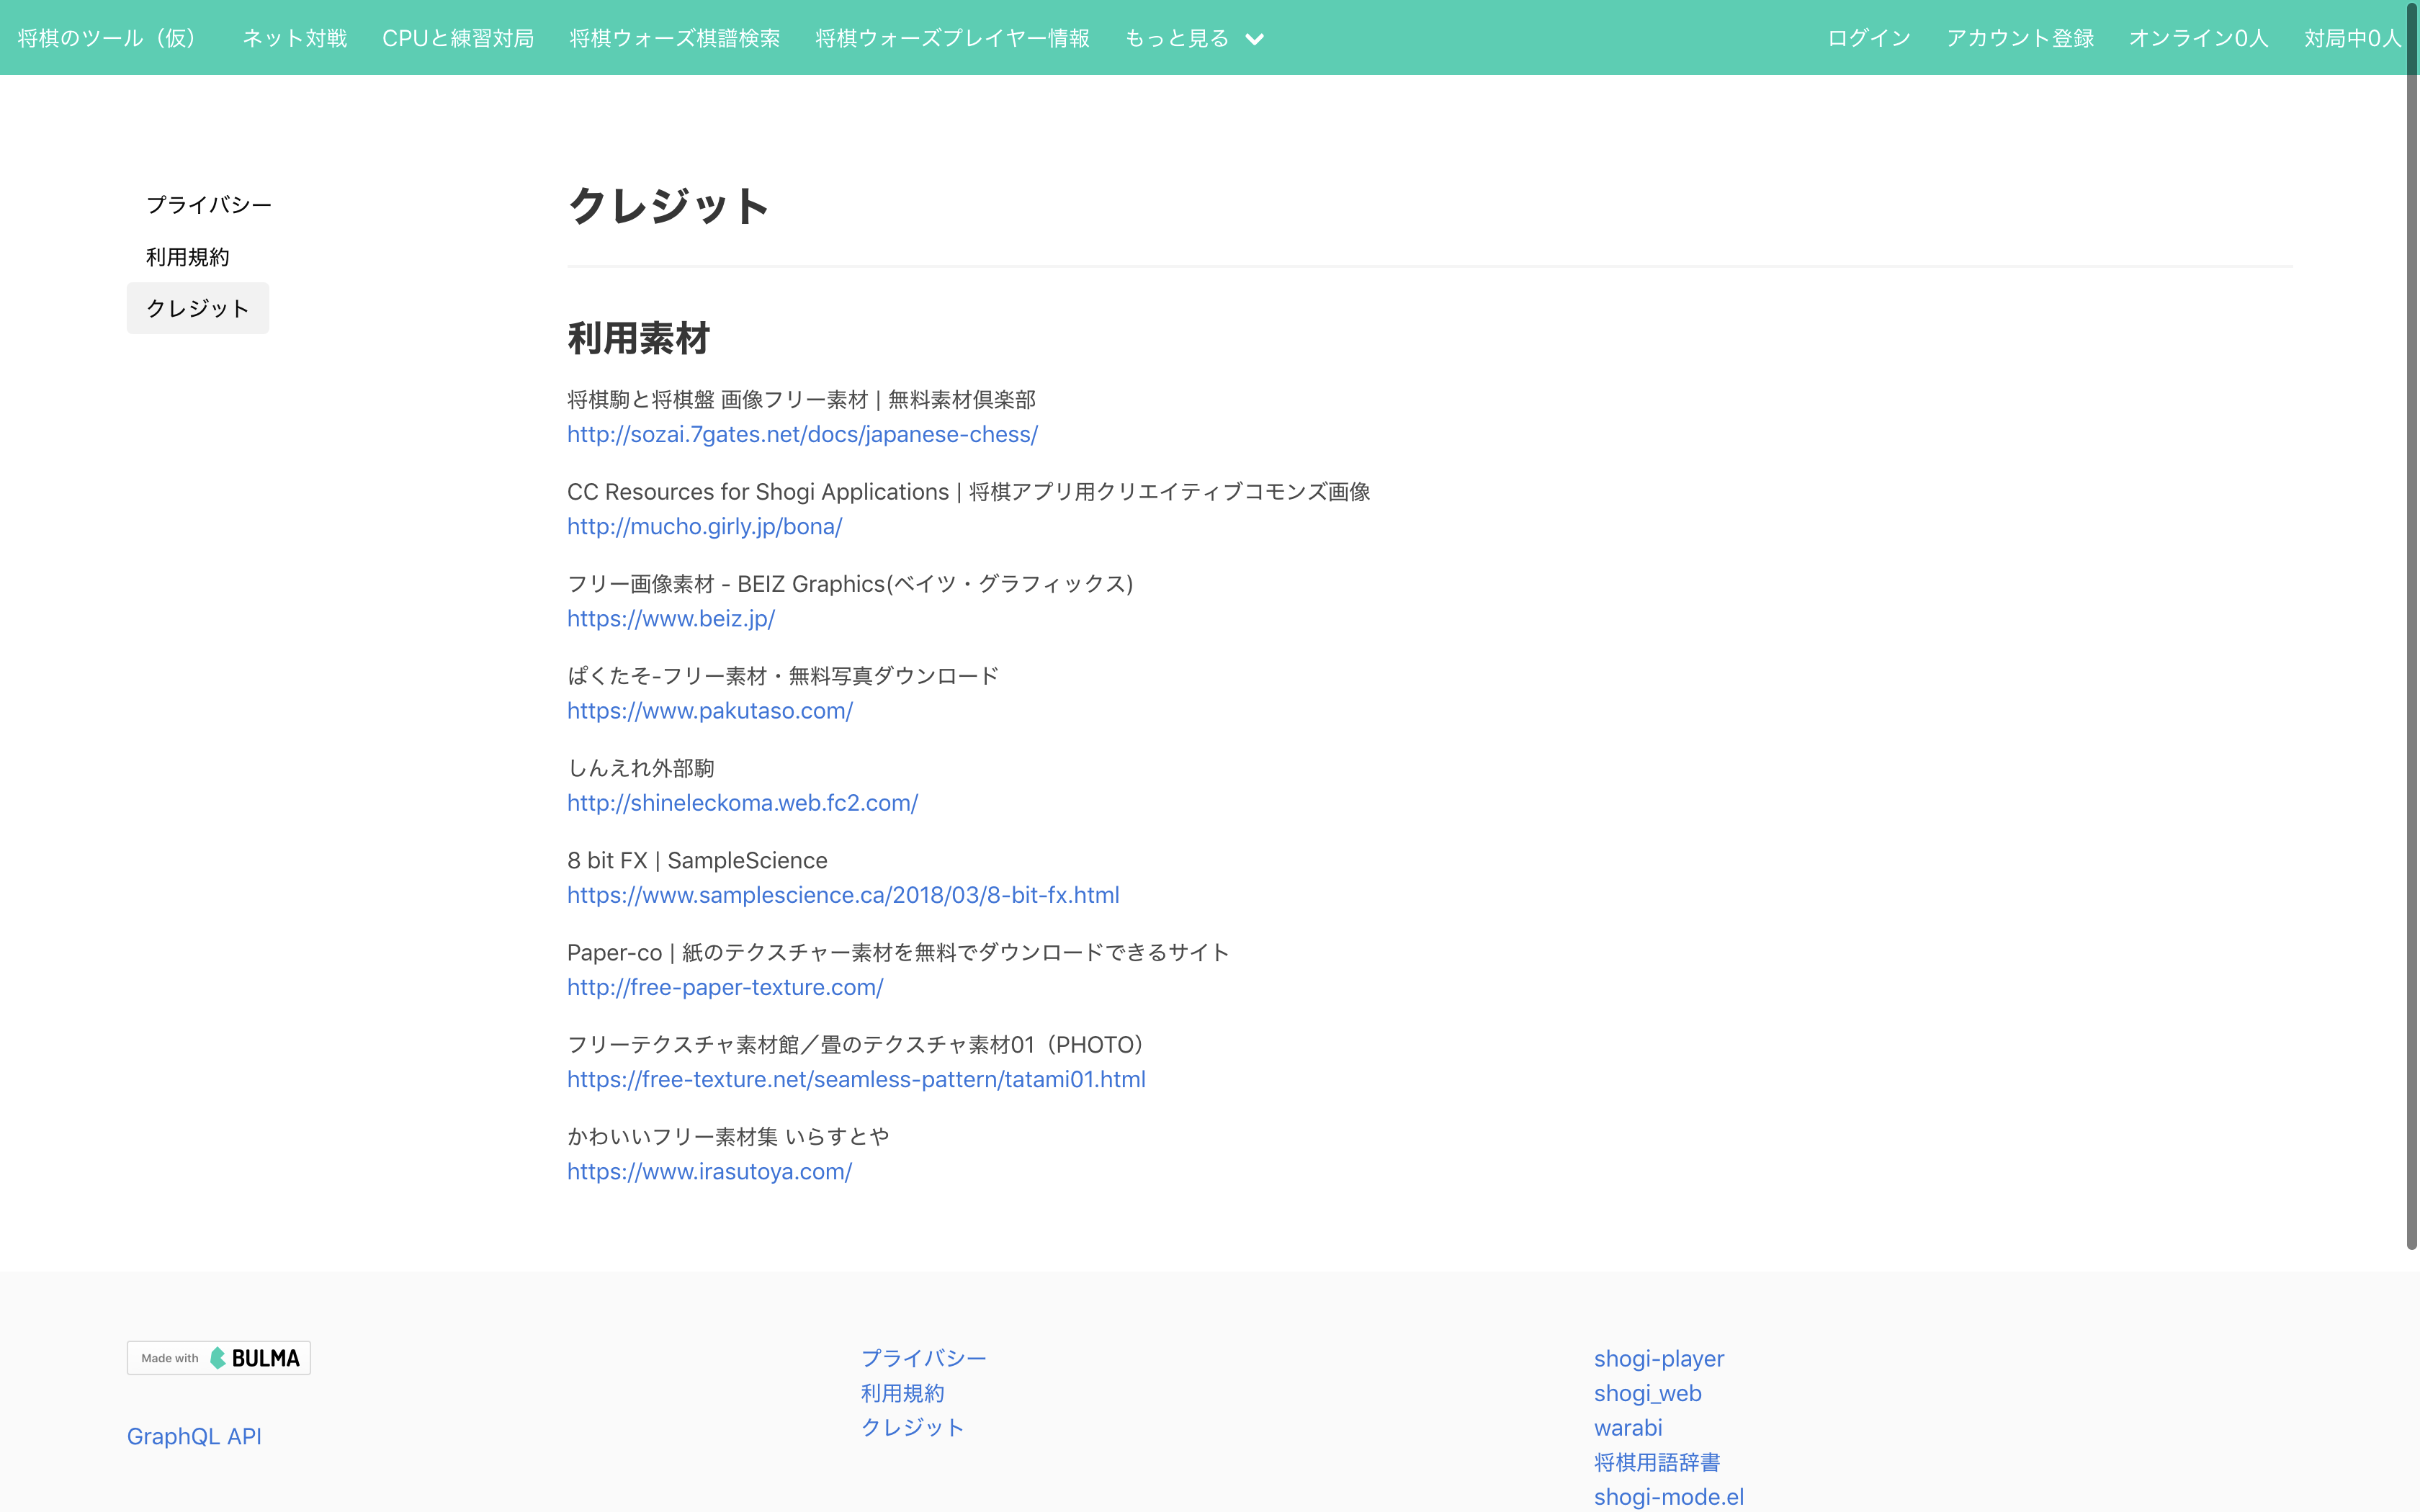 将棋のツール（仮）
ネット対戦
CPUと練習対局
将棋ウォーズ棋譜検索
将棋ウォーズプレイヤー情報
もっと見る
ログイン
アカウント登録
オンライン0人
対局中0人
プライバシー
利用規約
クレジット
クレジット
利用素材
将棋駒と将棋盤 画像フリー素材 | 無料素材倶楽部
http://sozai.7gates.net/docs/japanese-chess/
CC Resources for Shogi Applications | 将棋アプリ用クリエイティブコモンズ画像
http://mucho.girly.jp/bona/
フリー画像素材 - BEIZ Graphics(ベイツ・グラフィックス)
https://www.beiz.jp/
ぱくたそ-フリー素材・無料写真ダウンロード
https://www.pakutaso.com/
しんえれ外部駒
http://shineleckoma.web.fc2.com/
8 bit FX | SampleScience
https://www.samplescience.ca/2018/03/8-bit-fx.html
Paper-co | 紙のテクスチャー素材を無料でダウンロードできるサイト
http://free-paper-texture.com/
フリーテクスチャ素材館／畳のテクスチャ素材01（PHOTO）
https://free-texture.net/seamless-pattern/tatami01.html
かわいいフリー素材集 いらすとや
https://www.irasutoya.com/
Made with BULMA
GraphQL API
プライバシー
利用規約
クレジット
shogi-player
shogi_web
warabi
将棋用語辞書
shogi-mode.el